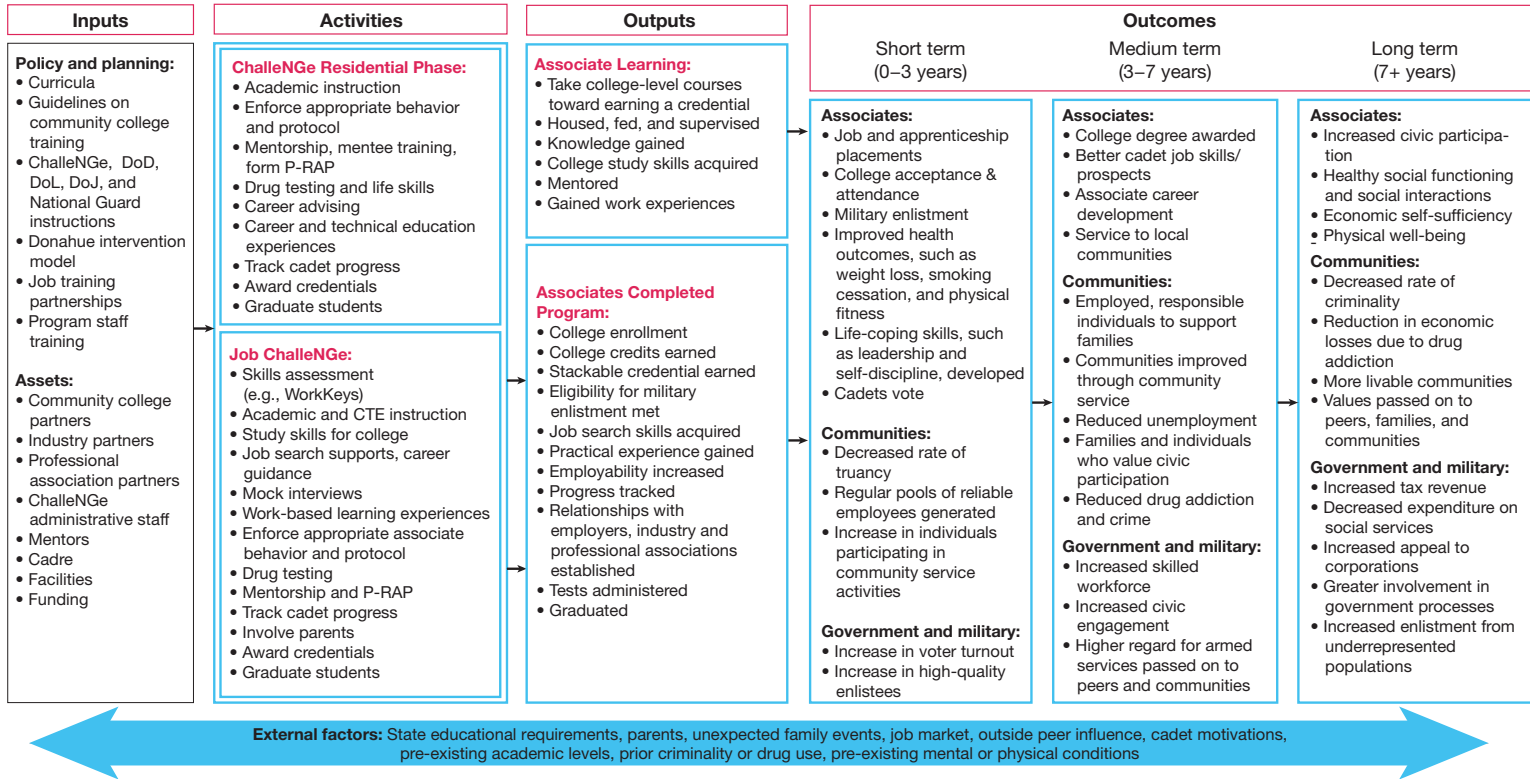 Inputs
Activities
Outputs
Outcomes
Short term
(0–3 years)
Medium term
(3–7 years)
Long term
(7+ years)
Policy and planning:
• Curricula
• Guidelines on
community college
training
• ChalleNGe, DoD,
DoL, DoJ, and
National Guard
instructions
• Donahue intervention
model
• Job training
partnerships
• Program staff
training
Assets:
• Community college
partners
• Industry partners
• Professional
association partners
• ChalleNGe
administrative staff
• Mentors
• Cadre
• Facilities
• Funding
ChalleNGe Residential Phase:
• Academic instruction
• Enforce appropriate behavior
and protocol
• Mentorship, mentee training,
form P-RAP
• Drug testing and life skills
• Career advising
• Career and technical education
experiences
• Track cadet progress
• Award credentials
• Graduate students
Job ChalleNGe:
• Skills assessment
(e.g., WorkKeys)
• Academic and CTE instruction
• Study skills for college
• Job search supports, career
guidance
• Mock interviews
• Work-based learning experiences
• Enforce appropriate associate
behavior and protocol
• Drug testing
• Mentorship and P-RAP
• Track cadet progress
• Involve parents
• Award credentials
• Graduate students
Associate Learning:
• Take college-level courses
toward earning a credential
• Housed, fed, and supervised
• Knowledge gained
• College study skills acquired
• Mentored
• Gained work experiences
Associates Completed
Program:
• College enrollment
• College credits earned
• Stackable credential earned
• Eligibility for military
enlistment met
• Job search skills acquired
• Practical experience gained
• Employability increased
• Progress tracked
• Relationships with
employers, industry and
professional associations
established
• Tests administered
• Graduated
Associates:
• Job and apprenticeship
placements
• College acceptance &
attendance
• Military enlistment
• Improved health
outcomes, such as
weight loss, smoking
cessation, and physical
fitness
• Life-coping skills, such
as leadership and
self-discipline, developed
• Cadets vote
Communities:
• Decreased rate of
truancy
• Regular pools of reliable
employees generated
• Increase in individuals
participating in
community service
activities
Government and military:
• Increase in voter turnout
• Increase in high-quality
enlistees
Associates:
• College degree awarded
• Better cadet job skills/
prospects
• Associate career
development
• Service to local
communities
Communities:
• Employed, responsible
individuals to support
families
• Communities improved
through community
service
• Reduced unemployment
• Families and individuals
who value civic
participation
• Reduced drug addiction
and crime
Government and military:
• Increased skilled
workforce
• Increased civic
engagement
• Higher regard for armed
services passed on to
peers and communities
Associates:
• Increased civic participa-
tion
• Healthy social functioning
and social interactions
• Economic self-sufficiency
• Physical well-being
Communities:
• Decreased rate of
criminality
• Reduction in economic
losses due to drug
addiction
• More livable communities
• Values passed on to
peers, families, and
communities
Government and military:
• Increased tax revenue
• Decreased expenditure on
social services
• Increased appeal to
corporations
• Greater involvement in
government processes
• Increased enlistment from
underrepresented
populations
External factors: State educational requirements, parents, unexpected family events, job market, outside peer influence, cadet motivations,
pre-existing academic levels, prior criminality or drug use, pre-existing mental or physical conditions